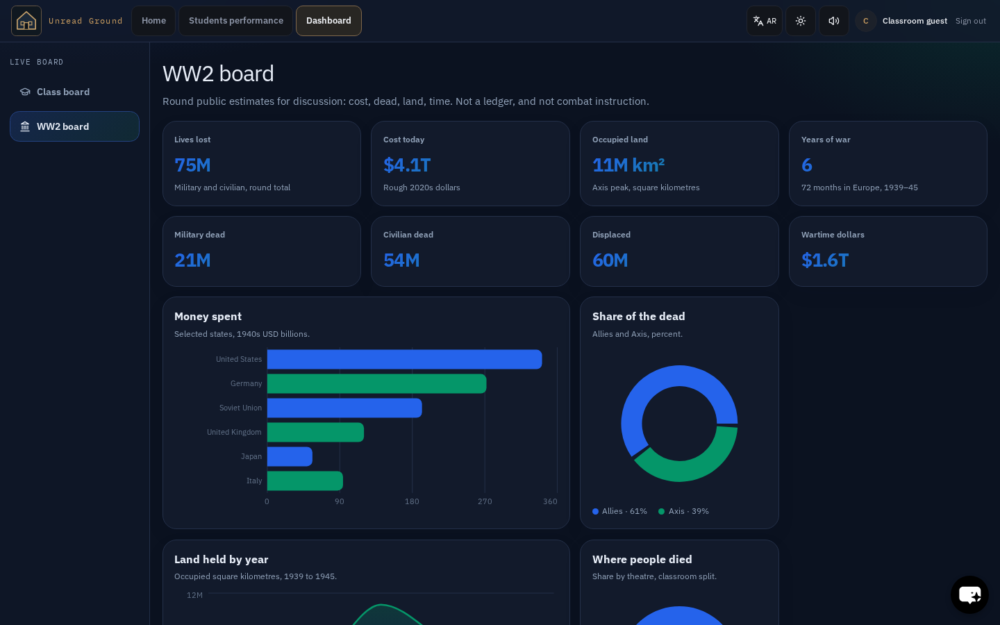 Unread Ground
Home
Students performance
Dashboard
AR
C
Classroom guest
Sign out
LIVE BOARD
Class board
WW2 board
WW2 board
Round public estimates for discussion: cost, dead, land, time. Not a ledger, and not combat instruction.
Lives lost
75M
Military and civilian, round total
Cost today
$4.1T
Rough 2020s dollars
Occupied land
11M km²
Axis peak, square kilometres
Years of war
6
72 months in Europe, 1939–45
Military dead
21M
Civilian dead
54M
Displaced
60M
Wartime dollars
$1.6T
Money spent
Selected states, 1940s USD billions.
United States
Germany
Soviet Union
United Kingdom
Japan
Italy
0 90 180 270 360
Share of the dead
Allies and Axis, percent.
Allies · 61%
Axis · 39%
Land held by year
Occupied square kilometres, 1939 to 1945.
12M
Where people died
Share by theatre, classroom split.